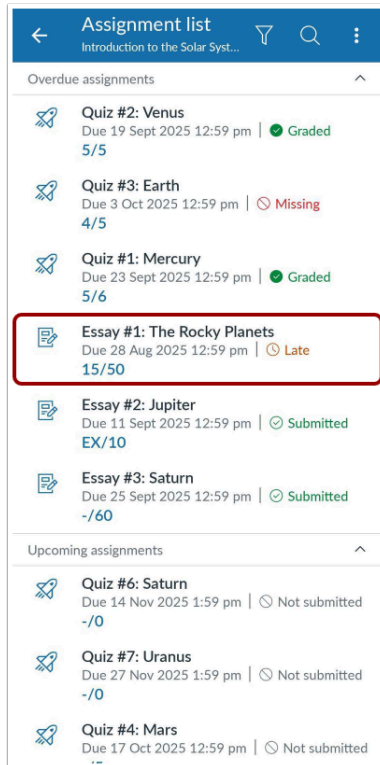 Assignment list
Introduction to the Solar Syst...
Overdue assignments
Quiz #2: Venus
Due 19 Sept 2025 12:59 pm | Graded
5/5
Quiz #3: Earth
Due 3 Oct 2025 12:59 pm | Missing
4/5
Quiz #1: Mercury
Due 23 Sept 2025 12:59 pm | Graded
5/6
Essay #1: The Rocky Planets
Due 28 Aug 2025 12:59 pm | Late
15/50
Essay #2: Jupiter
Due 11 Sept 2025 12:59 pm | Submitted
EX/10
Essay #3: Saturn
Due 25 Sept 2025 12:59 pm | Submitted
-/60
Upcoming assignments
Quiz #6: Saturn
Due 14 Nov 2025 1:59 pm | Not submitted
-/0
Quiz #7: Uranus
Due 27 Nov 2025 1:59 pm | Not submitted
-/0
Quiz #4: Mars
Due 17 Oct 2025 12:59 pm | Not submitted